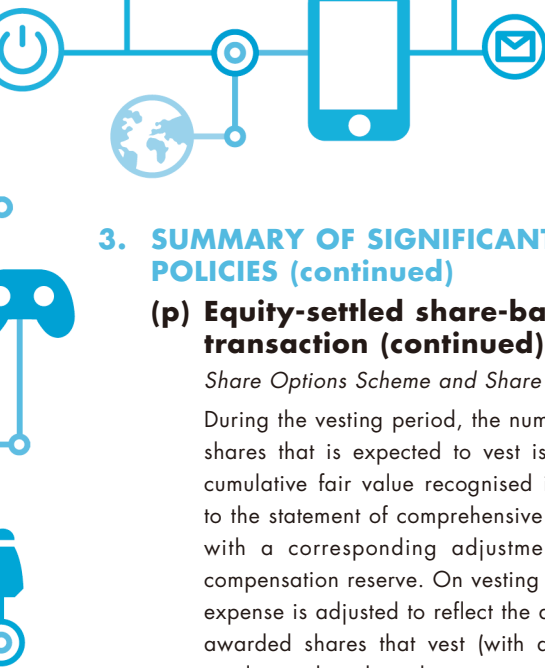 3. SUMMARY OF SIGNIFICANT
POLICIES (continued)
(p) Equity-settled share-ba
transaction (continued)
Share Options Scheme and Share
During the vesting period, the num
shares that is expected to vest is
cumulative fair value recognised
to the statement of comprehensive
with a corresponding adjustme
compensation reserve. On vesting
expense is adjusted to reflect the
awarded shares that vest (with